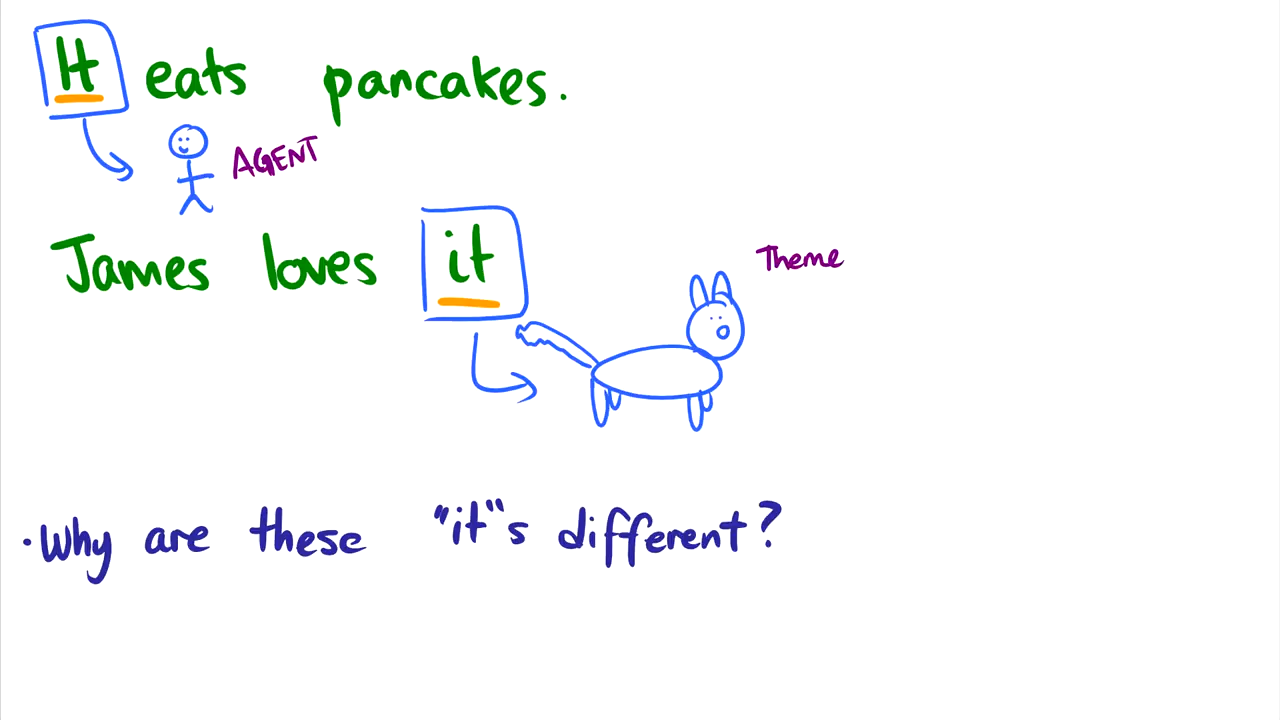 It eats pancakes.
AGENT
James loves it
Theme
·Why are these "it"s different?